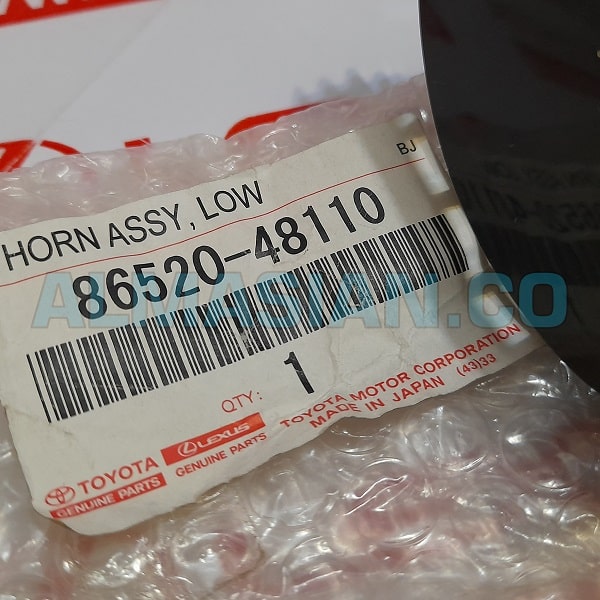 BJ
HORN ASSY, LOW
86520-48110
ALMASIAN.CO
QTY: 1
TOYOTA
GENUINE PARTS
LEXUS
GENUINE PARTS
TOYOTA MOTOR CORPORATION
MADE IN JAPAN (43)33